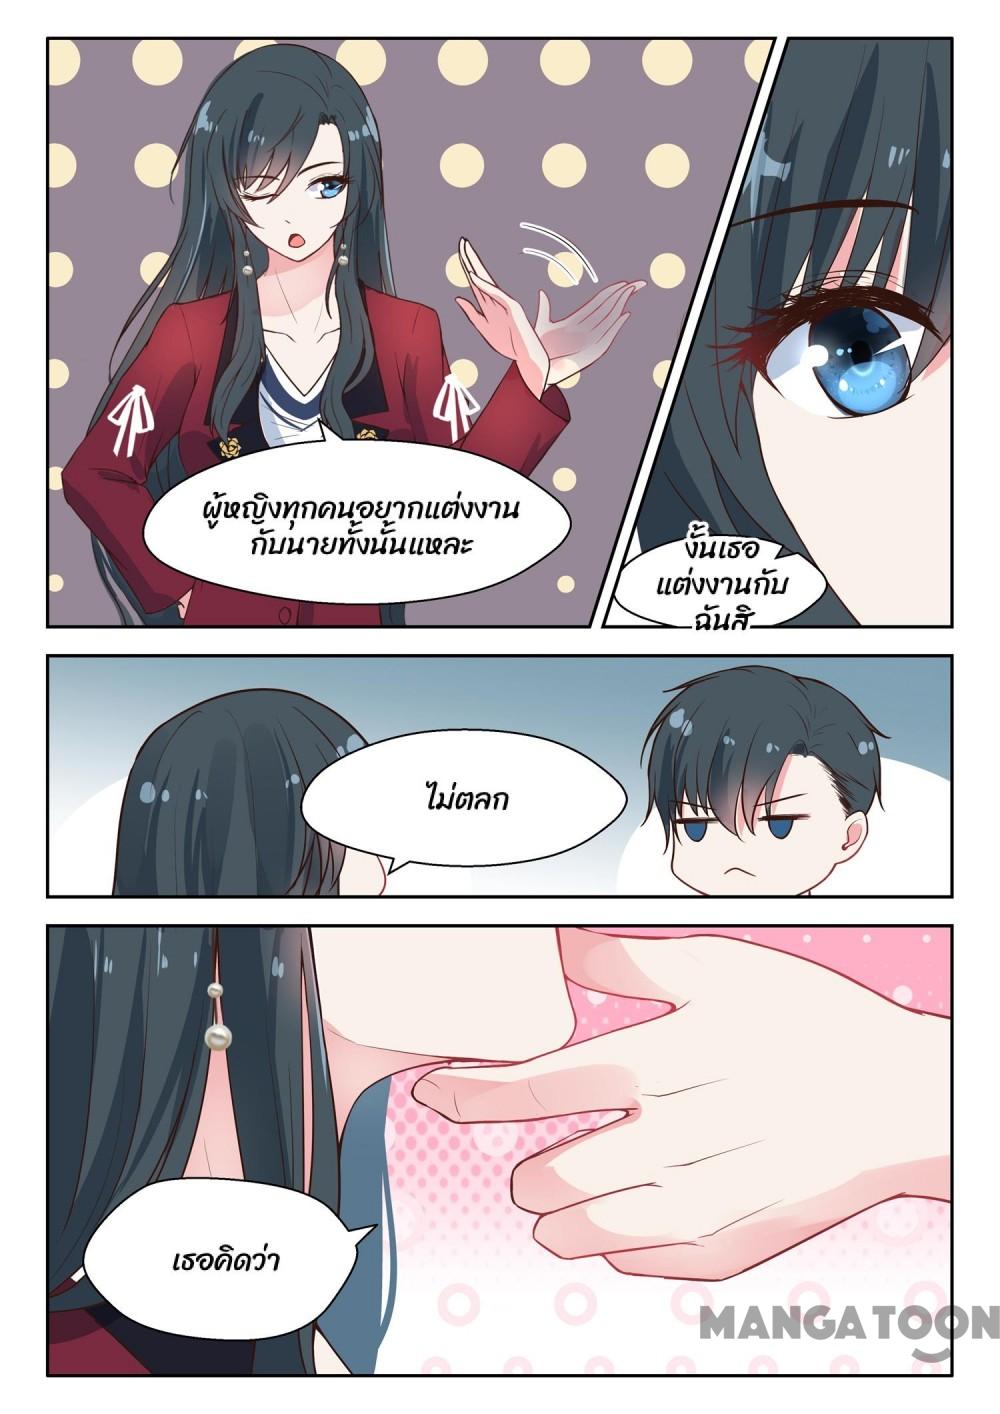 ผู้หญิงทุกคนอยากแต่งงาน
กับนายทั้งนั้นแหละ
งั้นเธอ
แต่งงานกับ
ฉันสิ
ไม่ตลก
เธอคิดว่า
MANGATOON